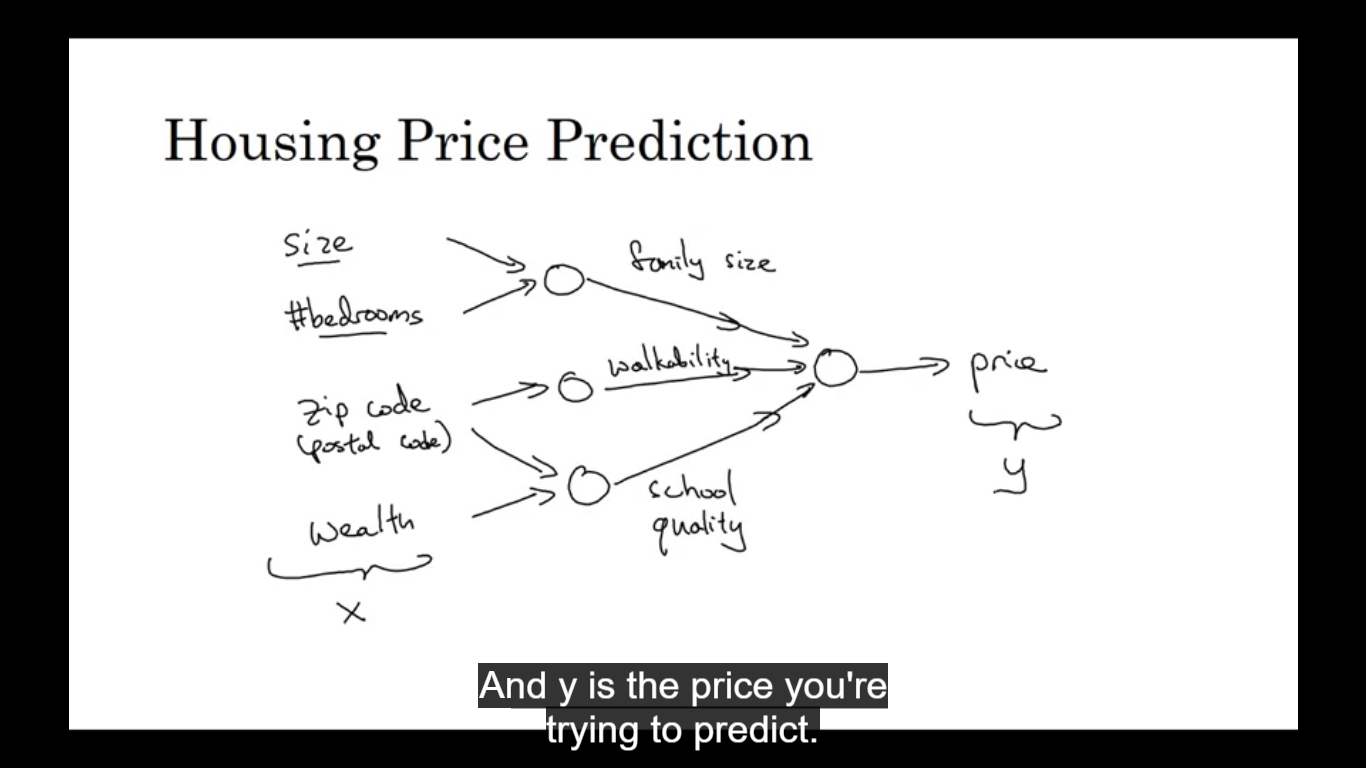 Housing Price Prediction
size
family size
#bedrooms
walkability
price
zip code
(postal code)
y
school
quality
wealth
x
And y is the price you're
trying to predict.